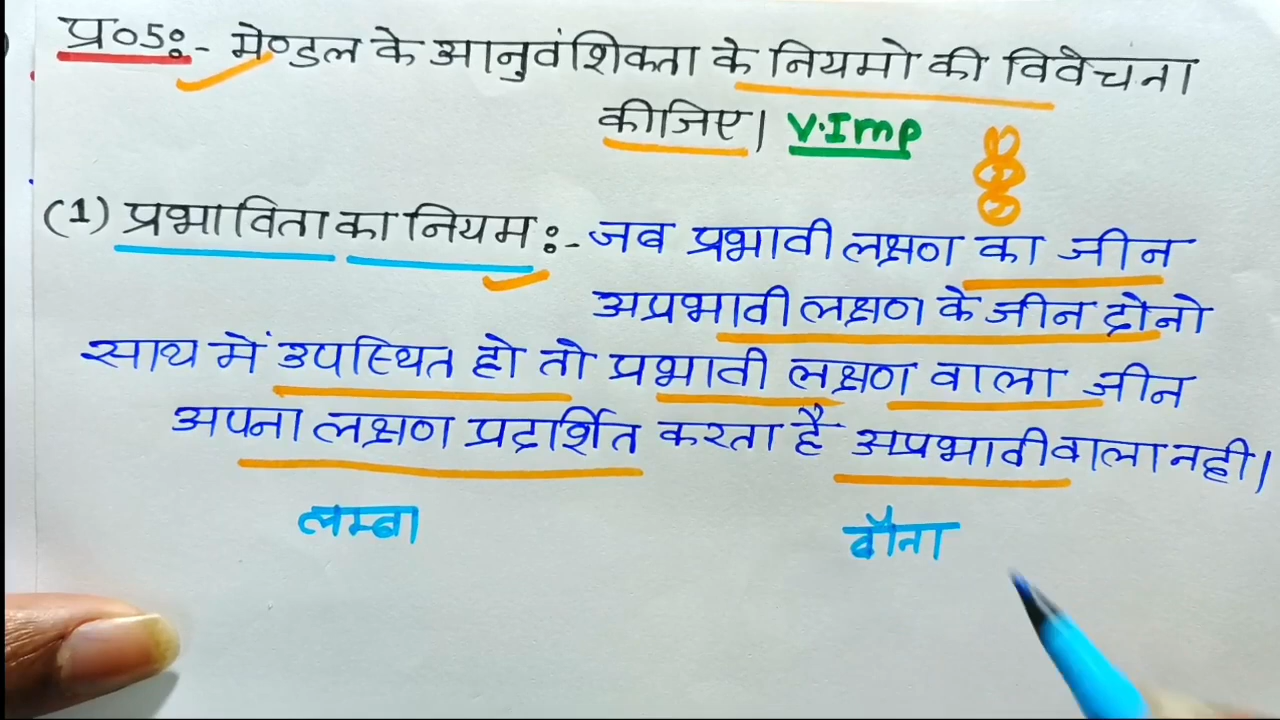 प्र०5:- मेण्डल के आनुवंशिकता के नियमो की विवेचना
कीजिए। V.Imp
(1) प्रभाविता का नियम :- जब प्रभावी लक्षण का जीन
अप्रभावी लक्षण के जीन दोनो
साथ में उपस्थित हो तो प्रभावी लक्षण वाला जीन
अपना लक्षण प्रदर्शित करता है अप्रभावी वाला नही।
लम्बा बौना